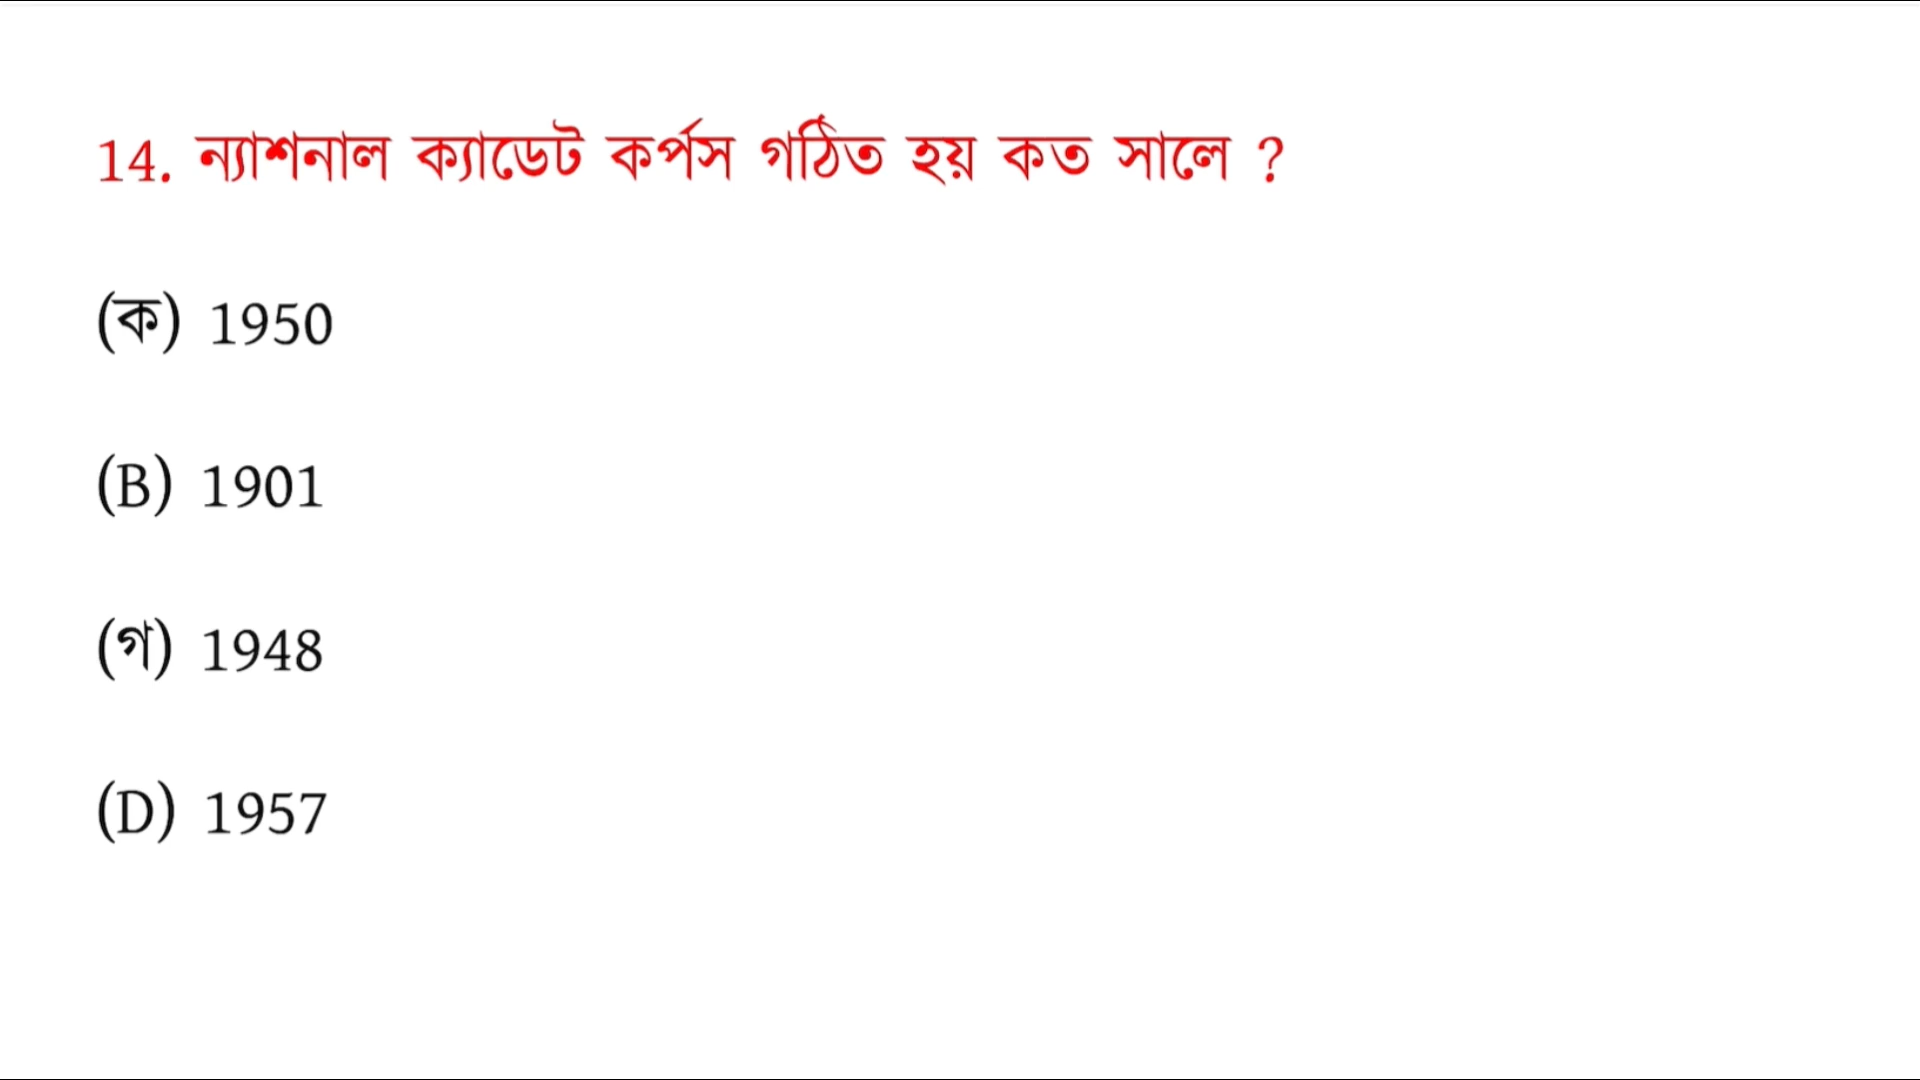 14. ন্যাশনাল ক্যাডেট কর্পস গঠিত হয় কত সালে ?
(ক) 1950
(B) 1901
(গ) 1948
(D) 1957